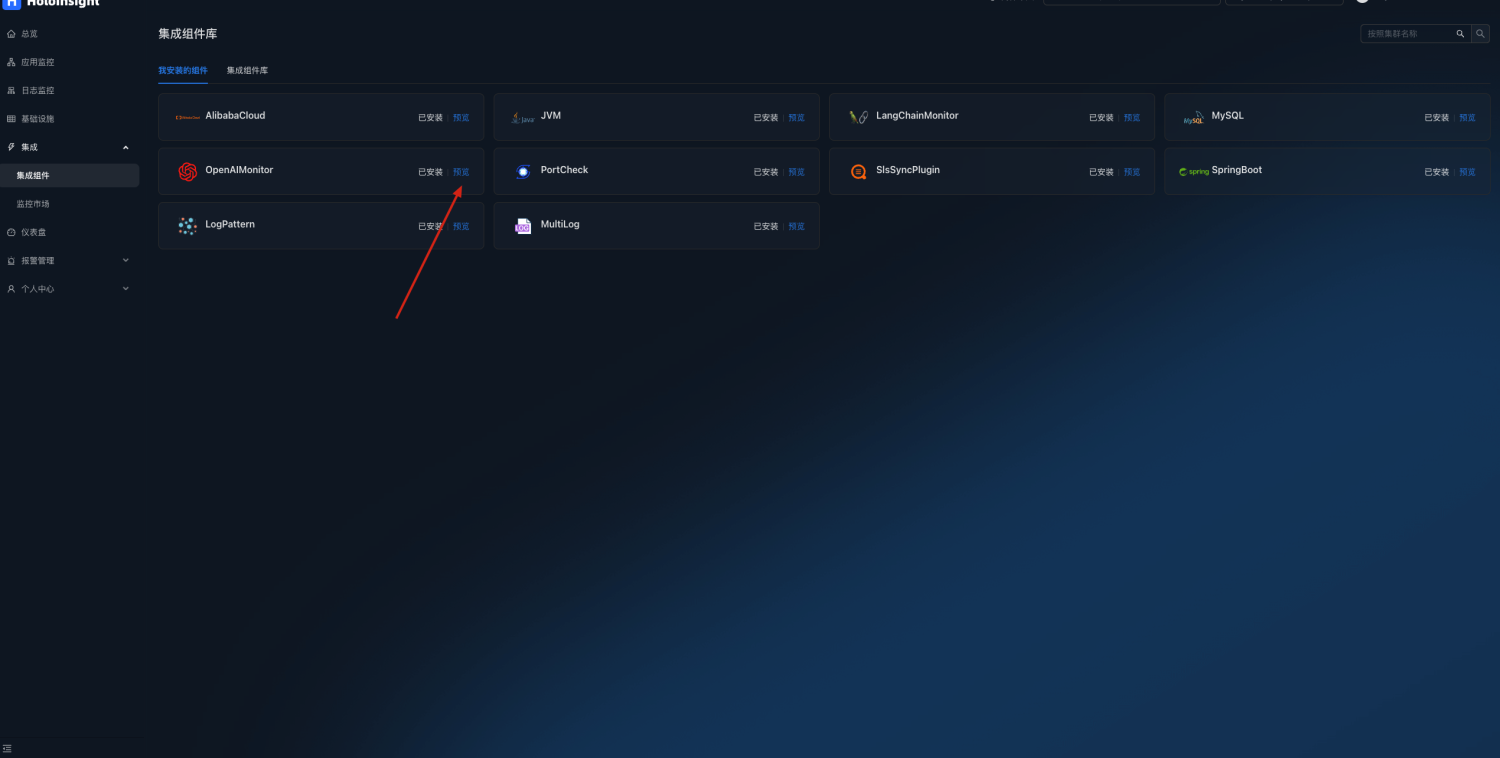 HoloInsight
总览
应用监控
日志监控
基础设施
集成
集成组件
监控市场
仪表盘
报警管理
个人中心
集成组件库
按照集群名称
我安装的组件 集成组件库
AlibabaCloud 已安装 预览
JVM 已安装 预览
LangChainMonitor 已安装 预览
MySQL 已安装 预览
OpenAIMonitor 已安装 预览
PortCheck 已安装 预览
SlsSyncPlugin 已安装 预览
spring SpringBoot 已安装 预览
LogPattern 已安装 预览
LOG MultiLog 已安装 预览